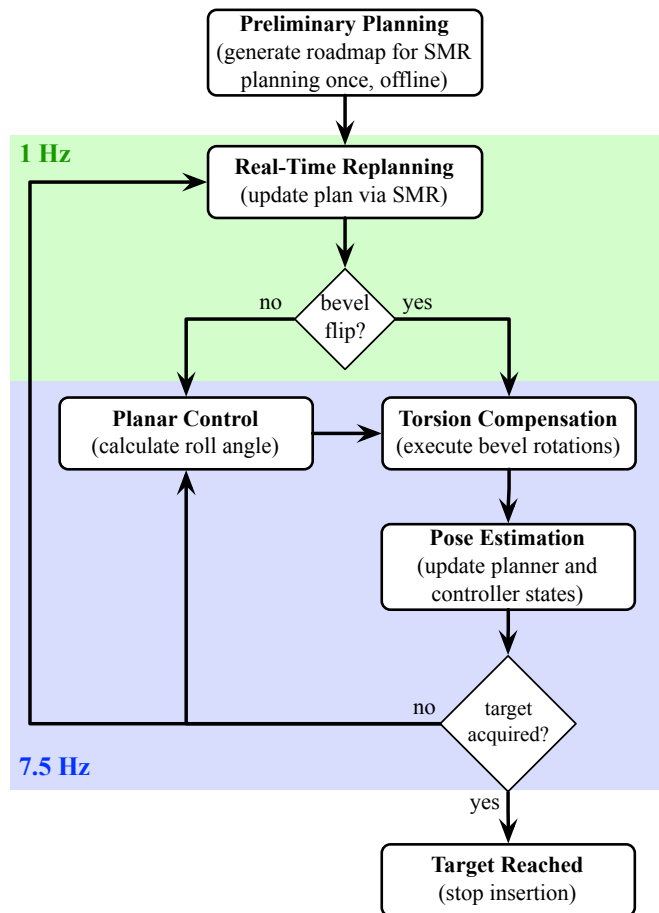 Preliminary Planning
(generate roadmap for SMR
planning once, offline)
1 Hz
Real-Time Replanning
(update plan via SMR)
no
bevel
flip?
yes
Planar Control
(calculate roll angle)
Torsion Compensation
(execute bevel rotations)
Pose Estimation
(update planner and
controller states)
no
target
acquired?
7.5 Hz
yes
Target Reached
(stop insertion)